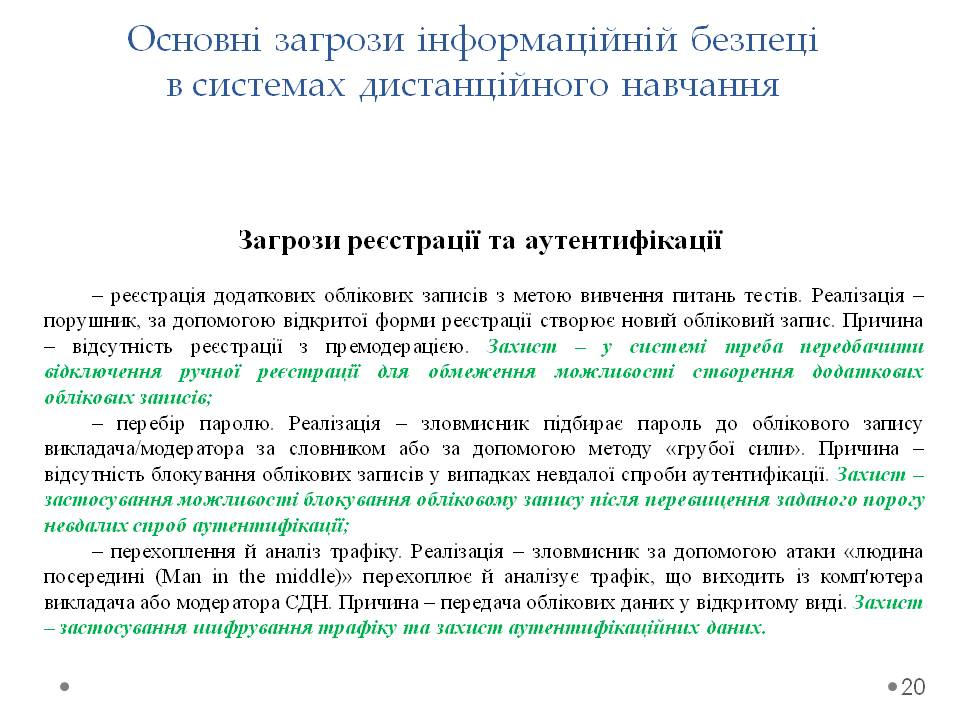 Основні загрози інформаційній безпеці
в системах дистанційного навчання
Загрози реєстрації та аутентифікації
– реєстрація додаткових облікових записів з метою вивчення питань тестів. Реалізація –
порушник, за допомогою відкритої форми реєстрації створює новий обліковий запис. Причина
– відсутність реєстрації з премодерацією. Захист – у системі треба передбачити
відключення ручної реєстрації для обмеження можливості створення додаткових
облікових записів;
– перебір паролю. Реалізація – зловмисник підбирає пароль до облікового запису
викладача/модератора за словником або за допомогою методу «грубої сили». Причина –
відсутність блокування облікових записів у випадках невдалої спроби аутентифікації. Захист –
застосування можливості блокування обліковому запису після перевищення заданого порогу
невдалих спроб аутентифікації;
– перехоплення й аналіз трафіку. Реалізація – зловмисник за допомогою атаки «людина
посередині (Man in the middle)» перехоплює й аналізує трафік, що виходить із комп'ютера
викладача або модератора СДН. Причина – передача облікових даних у відкритому виді. Захист
– застосування шифрування трафіку та захист аутентифікаційних даних.
20